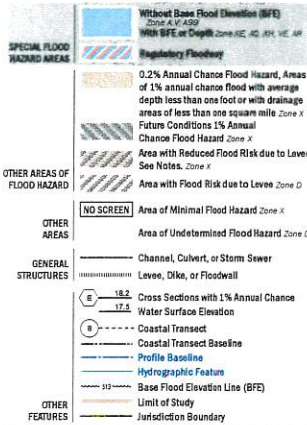 Without Base Flood Elevation (BFE)
Zone A, V, A99
With BFE or Depth Zone AE, AO, AH, VE, AR
SPECIAL FLOOD
HAZARD AREAS
Regulatory Floodway
0.2% Annual Chance Flood Hazard, Areas
of 1% annual chance flood with average
depth less than one foot or with drainage
areas of less than one square mile Zone X
Future Conditions 1% Annual
Chance Flood Hazard Zone X
Area with Reduced Flood Risk due to Levee
See Notes. Zone X
OTHER AREAS OF
FLOOD HAZARD
Area with Flood Risk due to Levee Zone D
NO SCREEN Area of Minimal Flood Hazard Zone X
OTHER
AREAS
Area of Undetermined Flood Hazard Zone
GENERAL
STRUCTURES
Channel, Culvert, or Storm Sewer
Levee, Dike, or Floodwall
E 18.2 Cross Sections with 1% Annual Chance
17.5 Water Surface Elevation
8 Coastal Transect
Coastal Transect Baseline
Profile Baseline
Hydrographic Feature
513 Base Flood Elevation Line (BFE)
OTHER
FEATURES
Limit of Study
Jurisdiction Boundary